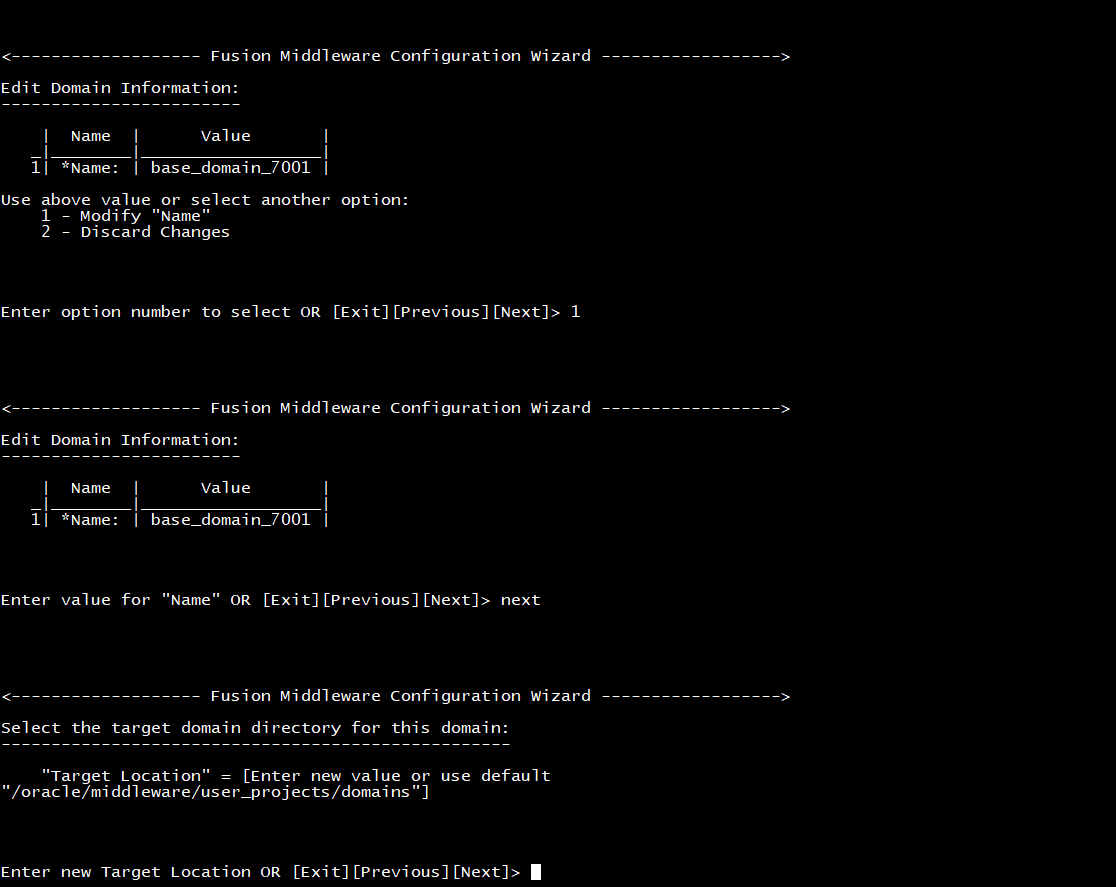 <------------------- Fusion Middleware Configuration Wizard ------------------>
Edit Domain Information:
------------------------
    |  Name  |      Value       |
   _|________|__________________|
   1| *Name: | base_domain_7001 |
Use above value or select another option:
    1 - Modify "Name"
    2 - Discard Changes
Enter option number to select OR [Exit][Previous][Next]> 1
<------------------- Fusion Middleware Configuration Wizard ------------------>
Edit Domain Information:
------------------------
    |  Name  |      Value       |
   _|________|__________________|
   1| *Name: | base_domain_7001 |
Enter value for "Name" OR [Exit][Previous][Next]> next
<------------------- Fusion Middleware Configuration Wizard ------------------>
Select the target domain directory for this domain:
---------------------------------------------------
    "Target Location" = [Enter new value or use default
"/oracle/middleware/user_projects/domains"]
Enter new Target Location OR [Exit][Previous][Next]>